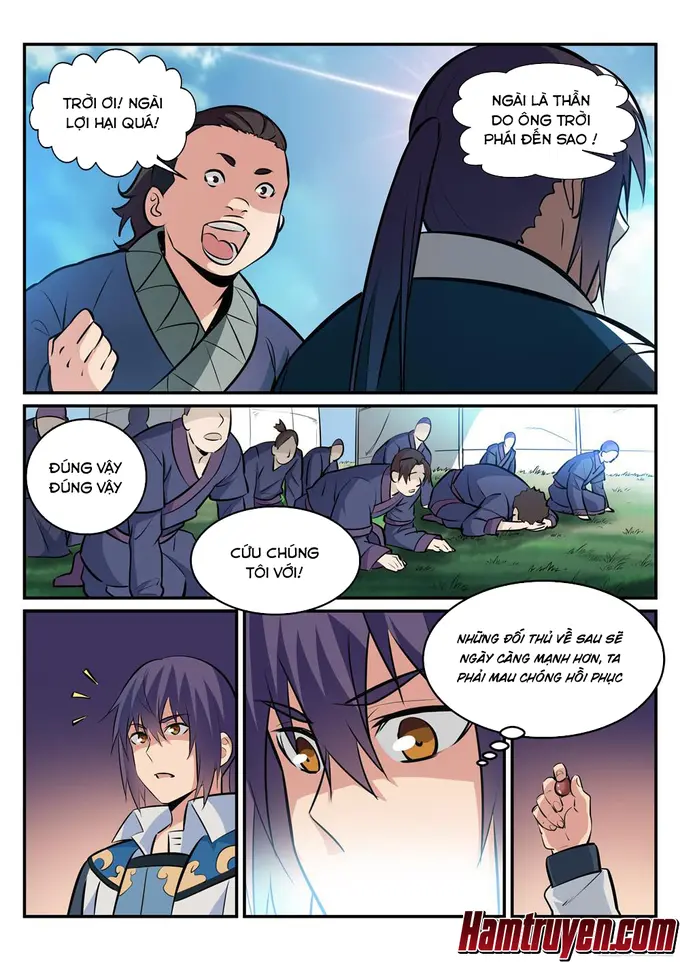 TRỜI ƠI! NGÀI
LỢI HẠI QUÁ!
NGÀI LÀ THẦN
DO ÔNG TRỜI
PHÁI ĐẾN SAO !
ĐÚNG VẬY
ĐÚNG VẬY
CỨU CHÚNG
TÔI VỚI!
NHỮNG ĐỐI THỦ VỀ SAU SẼ
NGÀY CÀNG MẠNH HƠN, TA
PHẢI MAU CHÓNG HỒI PHỤC
Hamtruyen.com